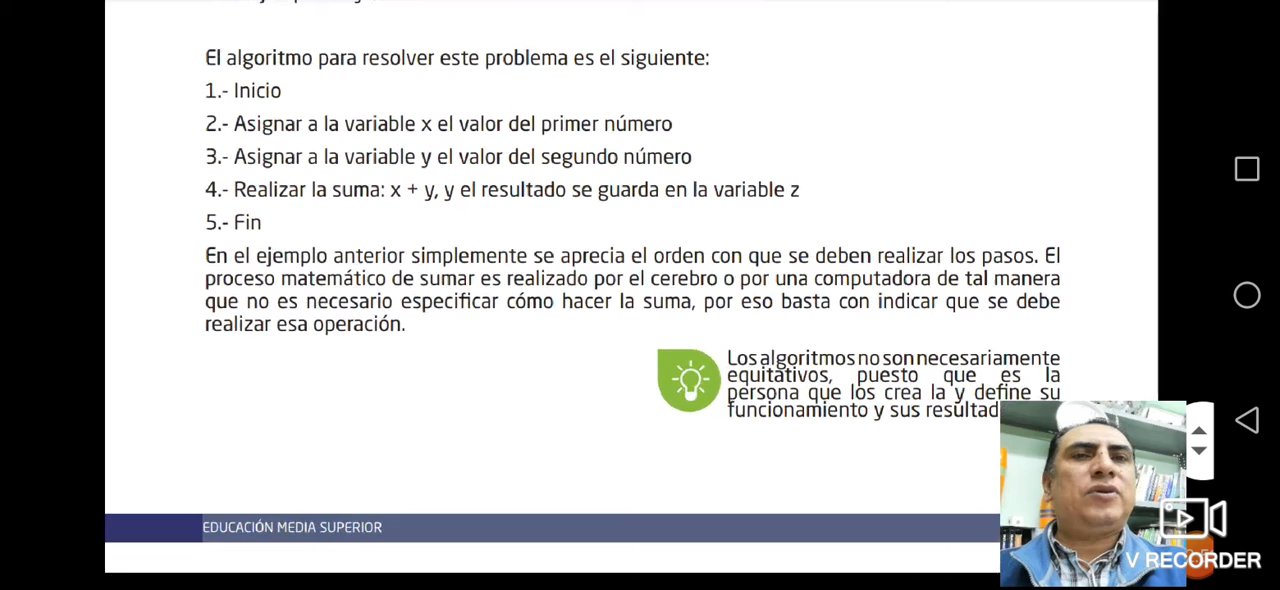 El algoritmo para resolver este problema es el siguiente:
1.- Inicio
2.- Asignar a la variable x el valor del primer número
3.- Asignar a la variable y el valor del segundo número
4.- Realizar la suma: x + y, y el resultado se guarda en la variable z
5.- Fin
En el ejemplo anterior simplemente se aprecia el orden con que se deben realizar los pasos. El
proceso matemático de sumar es realizado por el cerebro o por una computadora de tal manera
que no es necesario especificar cómo hacer la suma, por eso basta con indicar que se debe
realizar esa operación.
Los algoritmos no son necesariamente
equitativos, puesto que es la
persona que los crea la y define su
funcionamiento y sus
EDUCACIÓN MEDIA SUPERIOR
V RECORDER